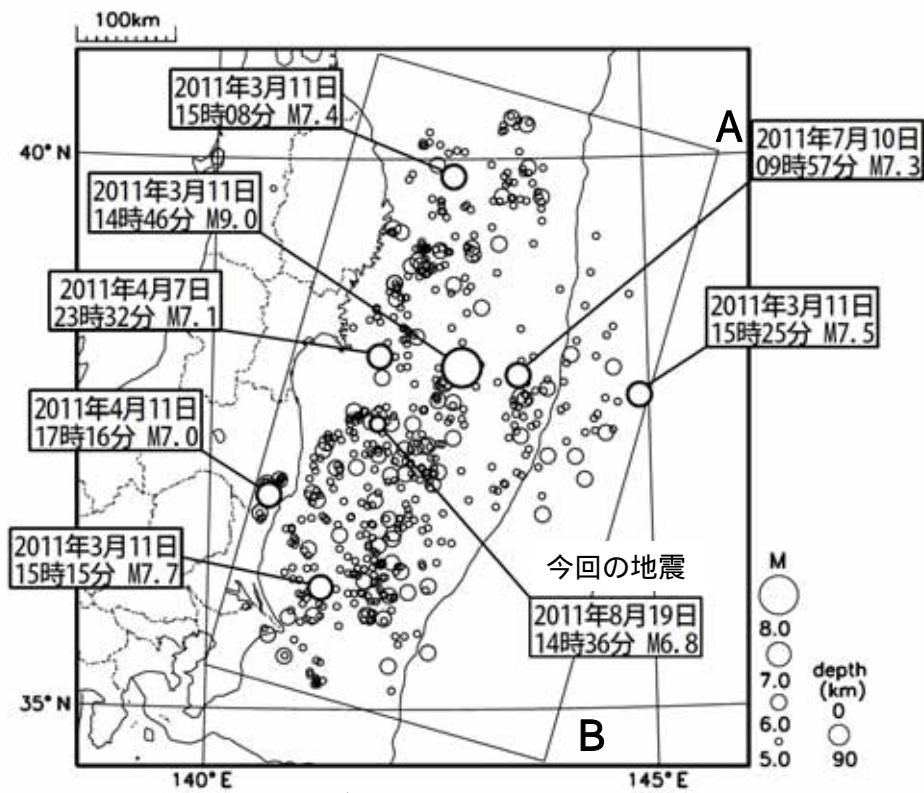 100km
2011年3月11日
15時08分 M7.4
A
2011年7月10日
09時57分 M7.3
40°N
2011年3月11日
14時46分 M9.0
2011年4月7日
23時32分 M7.1
2011年3月11日
15時25分 M7.5
2011年4月11日
17時16分 M7.0
2011年3月11日
15時15分 M7.7
今回の地震
2011年8月19日
14時36分 M6.8
M
8.0
7.0
6.0
5.0
depth
(km)
0
90
35°N
B
140°E
145°E